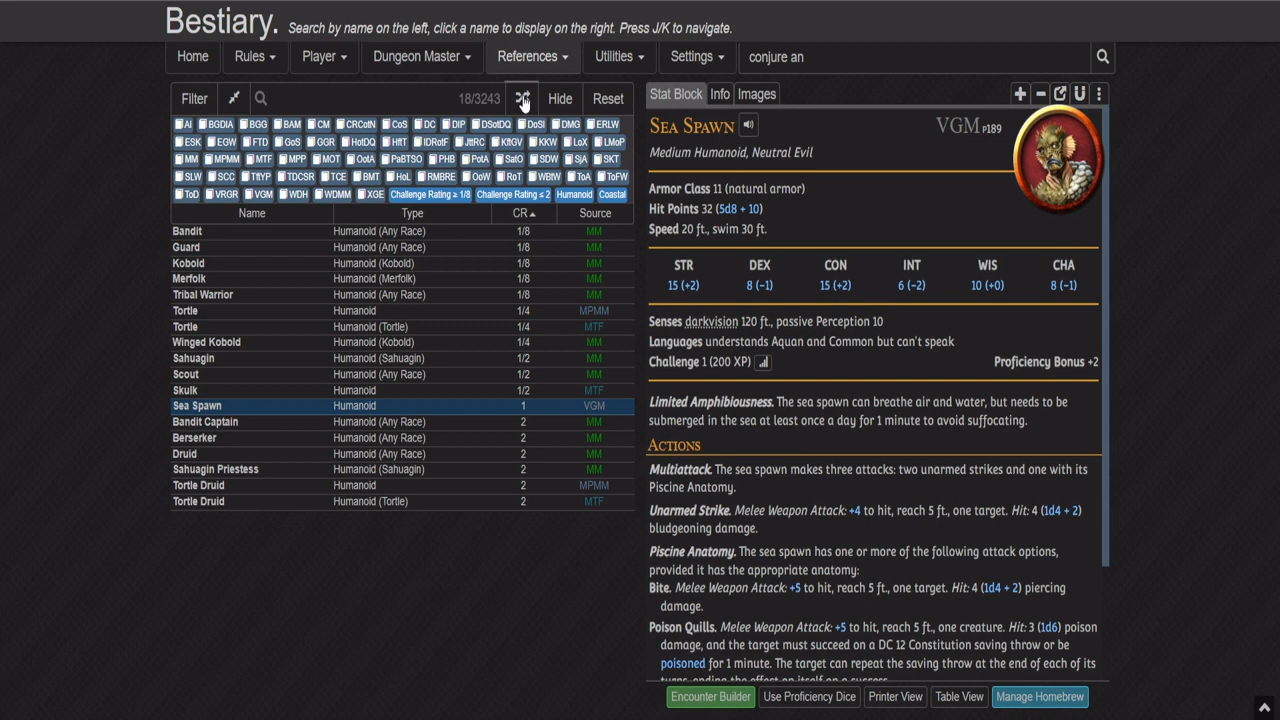 Bestiary. Search by name on the left, click a name to display on the right. Press J/K to navigate.
Home Rules Player Dungeon Master References Utilities Settings conjure an
Filter 18/3243 Hide Reset
AI BGDIA BGG BAM CM CRCotN CoS DC DIP DSotDQ DoSI DMG ERLW
ESK EGW FTD GoS GGR HotDQ HftT IDRotF JttRC KftGV KKW LoX LMoP
MM MPMM MTF MPP MOT OotA PaBTSO PHB PotA SatO SDW SjA SKT
SLW SCC TftYP TDCSR TCE BMT HoL RMBRE OoW RoT WBtW ToA ToFW
ToD VRGR VGM WDH WDMM XGE Challenge Rating ≥ 1/8 Challenge Rating ≤ 2 Humanoid Coastal
Name Type CR Source
Bandit Humanoid (Any Race) 1/8 MM
Guard Humanoid (Any Race) 1/8 MM
Kobold Humanoid (Kobold) 1/8 MM
Merfolk Humanoid (Merfolk) 1/8 MM
Tribal Warrior Humanoid (Any Race) 1/8 MM
Tortle Humanoid 1/4 MPMM
Tortle Humanoid (Tortle) 1/4 MTF
Winged Kobold Humanoid (Kobold) 1/4 MM
Sahuagin Humanoid (Sahuagin) 1/2 MM
Scout Humanoid (Any Race) 1/2 MM
Skulk Humanoid 1/2 MTF
Sea Spawn Humanoid 1 VGM
Bandit Captain Humanoid (Any Race) 2 MM
Berserker Humanoid (Any Race) 2 MM
Druid Humanoid (Any Race) 2 MM
Sahuagin Priestess Humanoid (Sahuagin) 2 MM
Tortle Druid Humanoid 2 MPMM
Tortle Druid Humanoid (Tortle) 2 MTF
Stat Block Info Images
Sea Spawn VGM p189
Medium Humanoid, Neutral Evil
Armor Class 11 (natural armor)
Hit Points 32 (5d8 + 10)
Speed 20 ft., swim 30 ft.
STR DEX CON INT WIS CHA
15 (+2) 8 (−1) 15 (+2) 6 (−2) 10 (+0) 8 (−1)
Senses darkvision 120 ft., passive Perception 10
Languages understands Aquan and Common but can't speak
Challenge 1 (200 XP) Proficiency Bonus +2
Limited Amphibiousness. The sea spawn can breathe air and water, but needs to be
submerged in the sea at least once a day for 1 minute to avoid suffocating.
Actions
Multiattack. The sea spawn makes three attacks: two unarmed strikes and one with its
Piscine Anatomy.
Unarmed Strike. Melee Weapon Attack: +4 to hit, reach 5 ft., one target. Hit: 4 (1d4 + 2)
bludgeoning damage.
Piscine Anatomy. The sea spawn has one or more of the following attack options,
provided it has the appropriate anatomy:
Bite. Melee Weapon Attack: +5 to hit, reach 5 ft., one target. Hit: 4 (1d4 + 2) piercing
damage.
Poison Quills. Melee Weapon Attack: +5 to hit, reach 5 ft., one creature. Hit: 3 (1d6) poison
damage, and the target must succeed on a DC 12 Constitution saving throw or be
poisoned for 1 minute. The target can repeat the saving throw at the end of each of its
turns, ending the effect on itself on a success.
Encounter Builder Use Proficiency Dice Printer View Table View Manage Homebrew